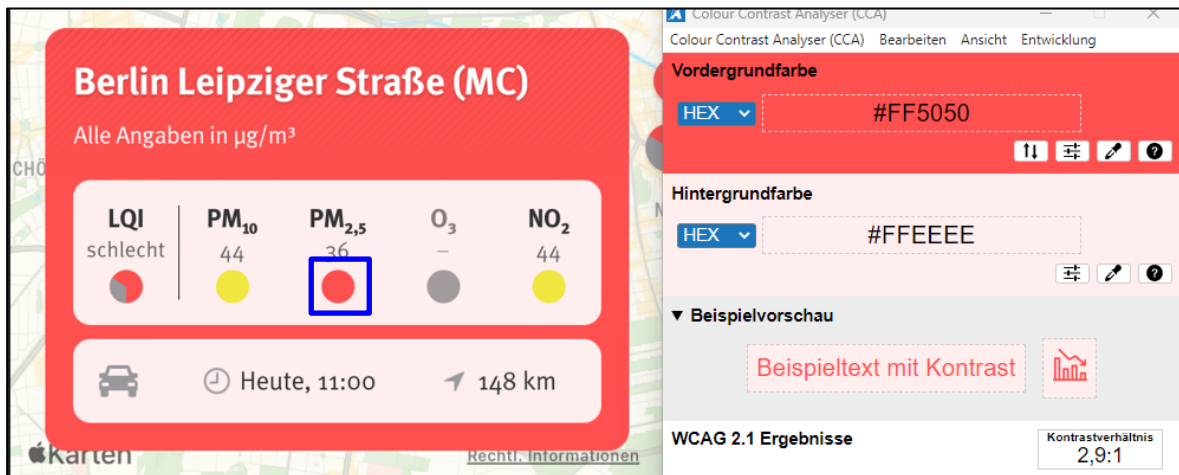 Berlin Leipziger Straße (MC)
Alle Angaben in µg/m³
CHÖ
LQI PM₁₀ PM₂,₅ O₃ NO₂
schlecht 44 36 – 44
Heute, 11:00 148 km
Karten Rechtl. Informationen
Colour Contrast Analyser (CCA)
Colour Contrast Analyser (CCA) Bearbeiten Ansicht Entwicklung
Vordergrundfarbe
HEX #FF5050
Hintergrundfarbe
HEX #FFEEEE
▼ Beispielvorschau
Beispieltext mit Kontrast
WCAG 2.1 Ergebnisse
Kontrastverhältnis
2,9:1